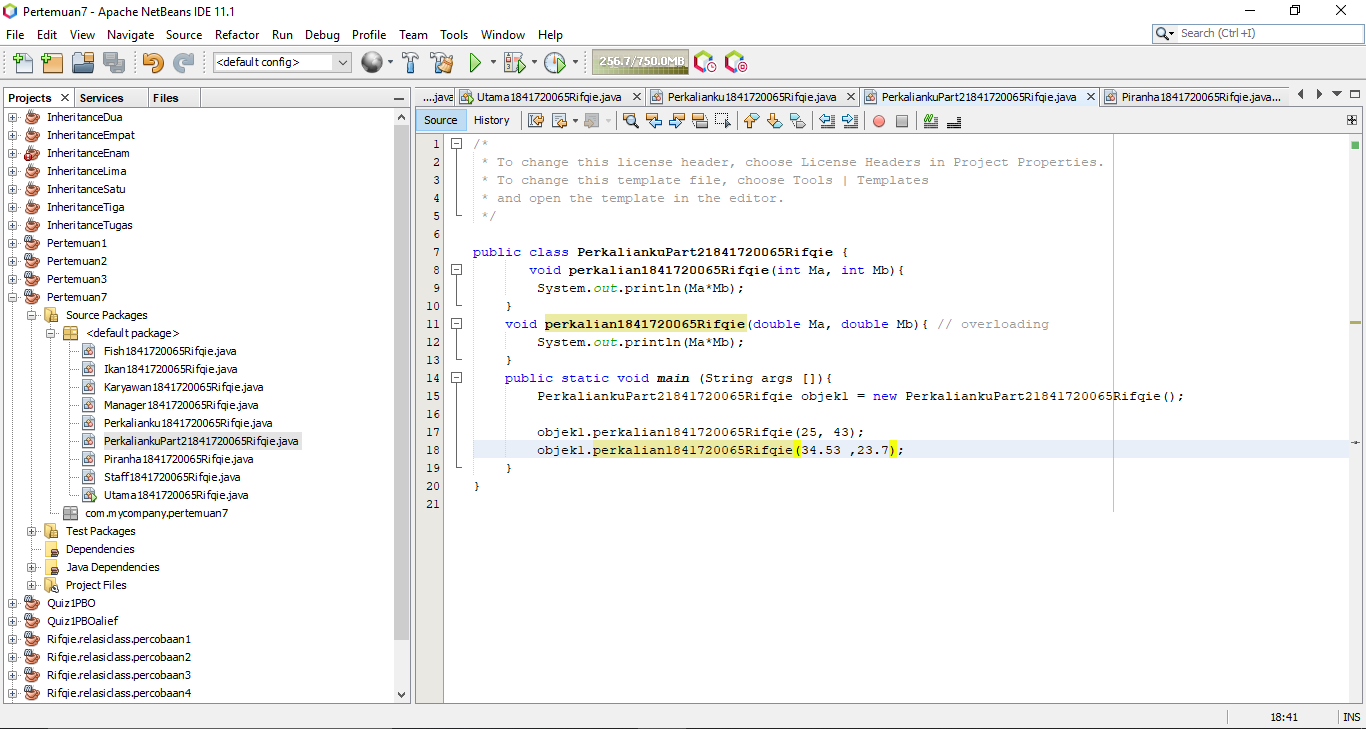 Pertemuan7 - Apache NetBeans IDE 11.1
File Edit View Navigate Source Refactor Run Debug Profile Team Tools Window Help
Search (Ctrl+I)
<default config>
256.7/750.0MB
Projects Services Files
InheritanceDua
InheritanceEmpat
InheritanceEnam
InheritanceLima
InheritanceSatu
InheritanceTiga
InheritanceTugas
Pertemuan1
Pertemuan2
Pertemuan3
Pertemuan7
Source Packages
<default package>
Fish1841720065Rifqie.java
Ikan1841720065Rifqie.java
Karyawan1841720065Rifqie.java
Manager1841720065Rifqie.java
Perkalianku1841720065Rifqie.java
PerkaliankuPart21841720065Rifqie.java
Piranha1841720065Rifqie.java
Staff1841720065Rifqie.java
Utama1841720065Rifqie.java
com.mycompany.pertemuan7
Test Packages
Dependencies
Java Dependencies
Project Files
Quiz1PBO
Quiz1PBOalief
Rifqie.relasiclass.percobaan1
Rifqie.relasiclass.percobaan2
Rifqie.relasiclass.percobaan3
Rifqie.relasiclass.percobaan4
....java Utama1841720065Rifqie.java Perkalianku1841720065Rifqie.java PerkaliankuPart21841720065Rifqie.java Piranha1841720065Rifqie.java...
Source History
1 /*
2 * To change this license header, choose License Headers in Project Properties.
3 * To change this template file, choose Tools | Templates
4 * and open the template in the editor.
5 */
6
7 public class PerkaliankuPart21841720065Rifqie {
8 void perkalian1841720065Rifqie(int Ma, int Mb){
9 System.out.println(Ma*Mb);
10 }
11 void perkalian1841720065Rifqie(double Ma, double Mb){ // overloading
12 System.out.println(Ma*Mb);
13 }
14 public static void main (String args []){
15 PerkaliankuPart21841720065Rifqie objek1 = new PerkaliankuPart21841720065Rifqie();
16
17 objek1.perkalian1841720065Rifqie(25, 43);
18 objek1.perkalian1841720065Rifqie(34.53 ,23.7);
19 }
20 }
21
18:41 INS